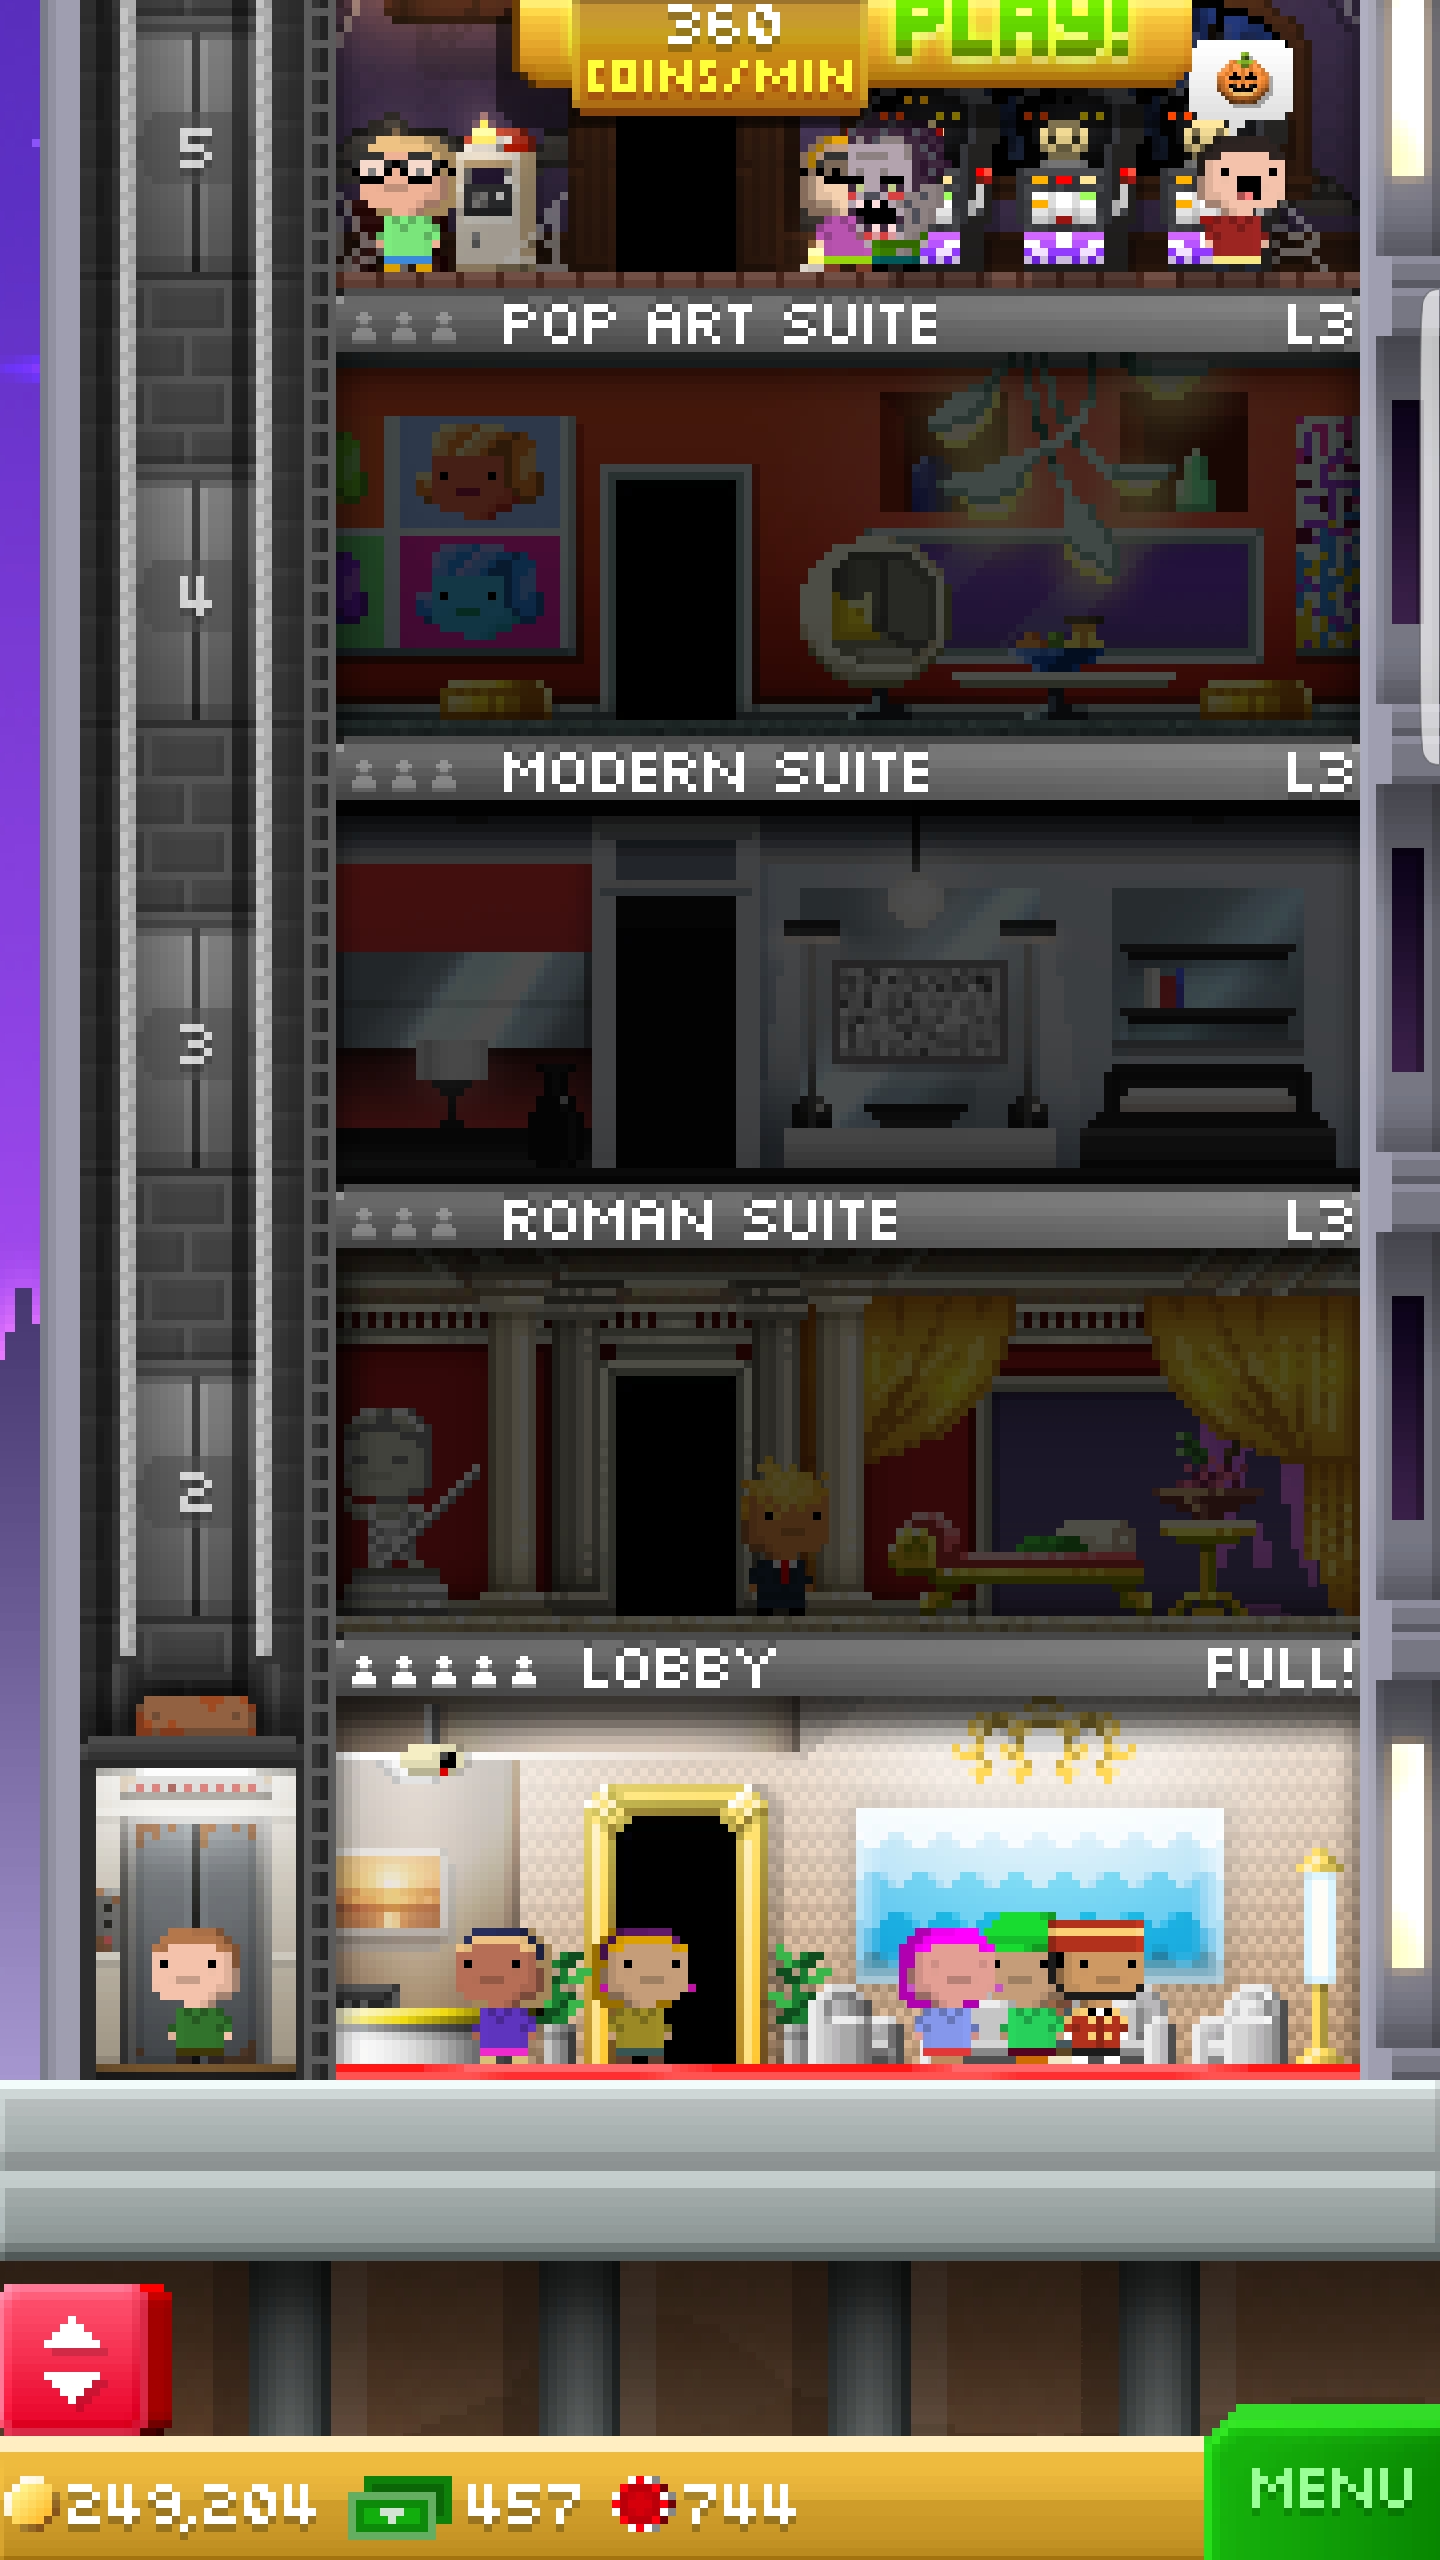 360
COINS/MIN
PLAY!
5
POP ART SUITE L3
4
MODERN SUITE L3
3
ROMAN SUITE L3
2
LOBBY FULL!
249,204 457 744
MENU